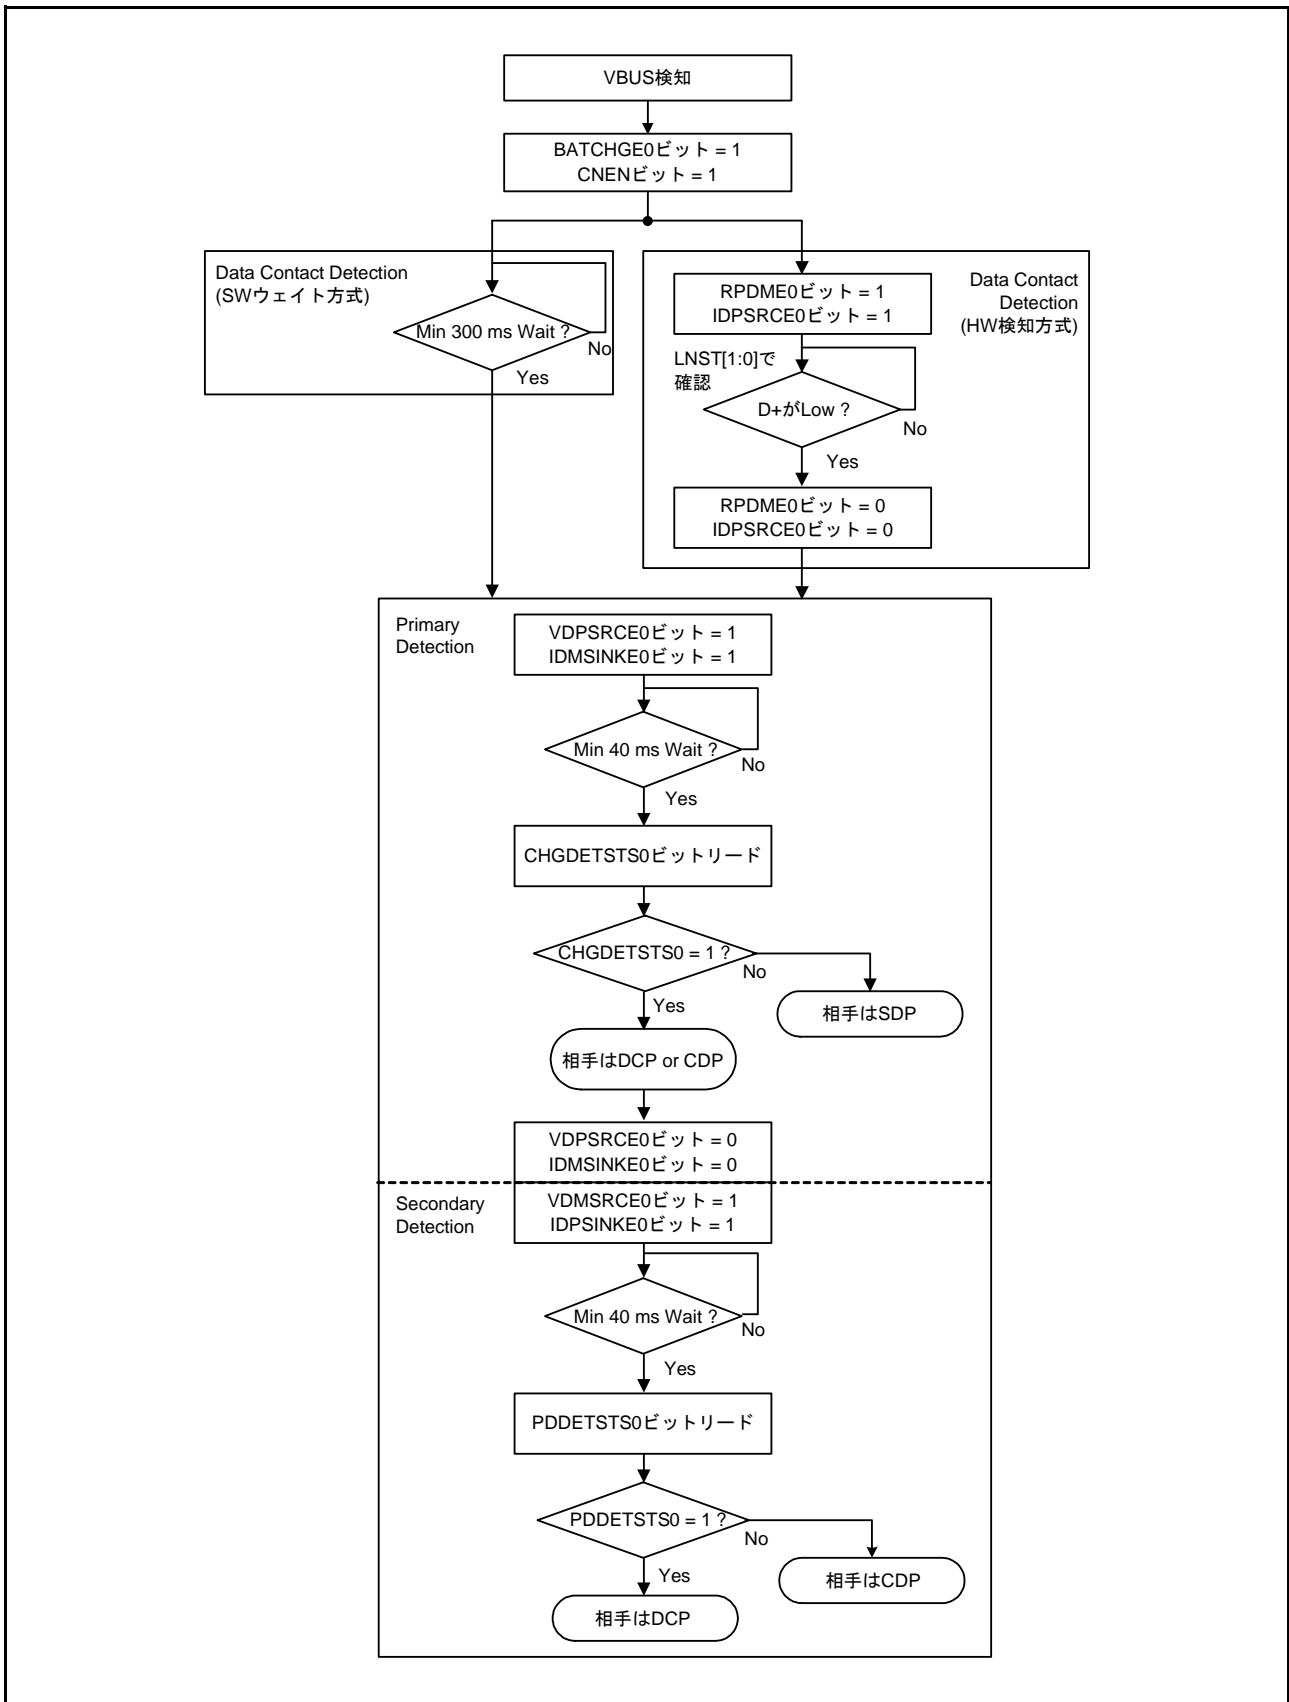 VBUS検知
BATCHGE0ビット = 1
CNENビット = 1
Data Contact Detection
(SWウェイト方式)
Min 300 ms Wait ?
No
Yes
Data Contact
Detection
(HW検知方式)
RPDME0ビット = 1
IDPSRCE0ビット = 1
LNST[1:0]で
確認
D+がLow ?
No
Yes
RPDME0ビット = 0
IDPSRCE0ビット = 0
Primary
Detection
VDPSRCE0ビット = 1
IDMSINKE0ビット = 1
Min 40 ms Wait ?
No
Yes
CHGDETSTS0ビットリード
CHGDETSTS0 = 1 ?
No
Yes
相手はSDP
相手はDCP or CDP
VDPSRCE0ビット = 0
IDMSINKE0ビット = 0
Secondary
Detection
VDMSRCE0ビット = 1
IDPSINKE0ビット = 1
Min 40 ms Wait ?
No
Yes
PDDETSTS0ビットリード
PDDETSTS0 = 1 ?
No
Yes
相手はCDP
相手はDCP